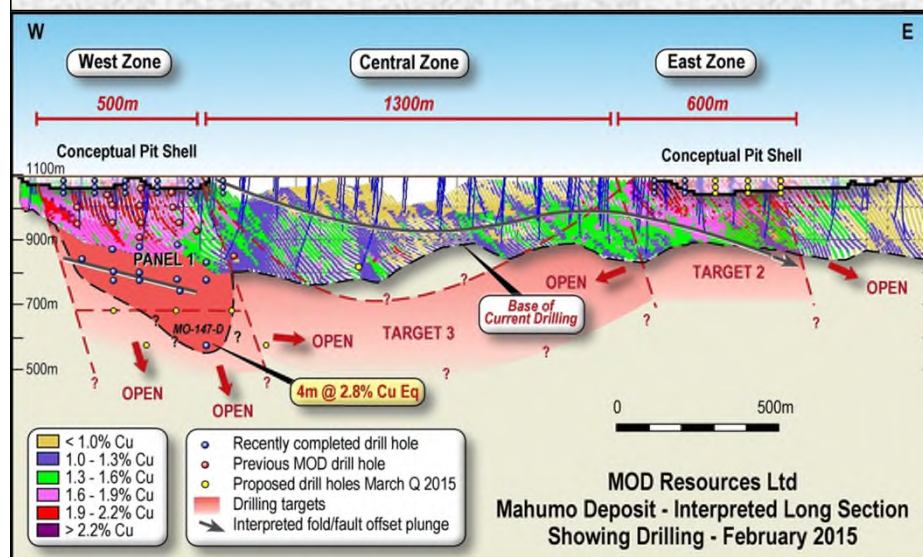 W
E
West Zone
Central Zone
East Zone
500m
1300m
600m
Conceptual Pit Shell
Conceptual Pit Shell
1100m
900m
PANEL 1
700m
MO-147-D
500m
?
?
?
?
?
?
?
?
?
?
?
?
OPEN
OPEN
OPEN
OPEN
OPEN
TARGET 2
TARGET 3
Base of
Current Drilling
4m @ 2.8% Cu Eq
0
500m
< 1.0% Cu
1.0 - 1.3% Cu
1.3 - 1.6% Cu
1.6 - 1.9% Cu
1.9 - 2.2% Cu
> 2.2% Cu
Recently completed drill hole
Previous MOD drill hole
Proposed drill holes March Q 2015
Drilling targets
Interpreted fold/fault offset plunge
MOD Resources Ltd
Mahumo Deposit - Interpreted Long Section
Showing Drilling - February 2015